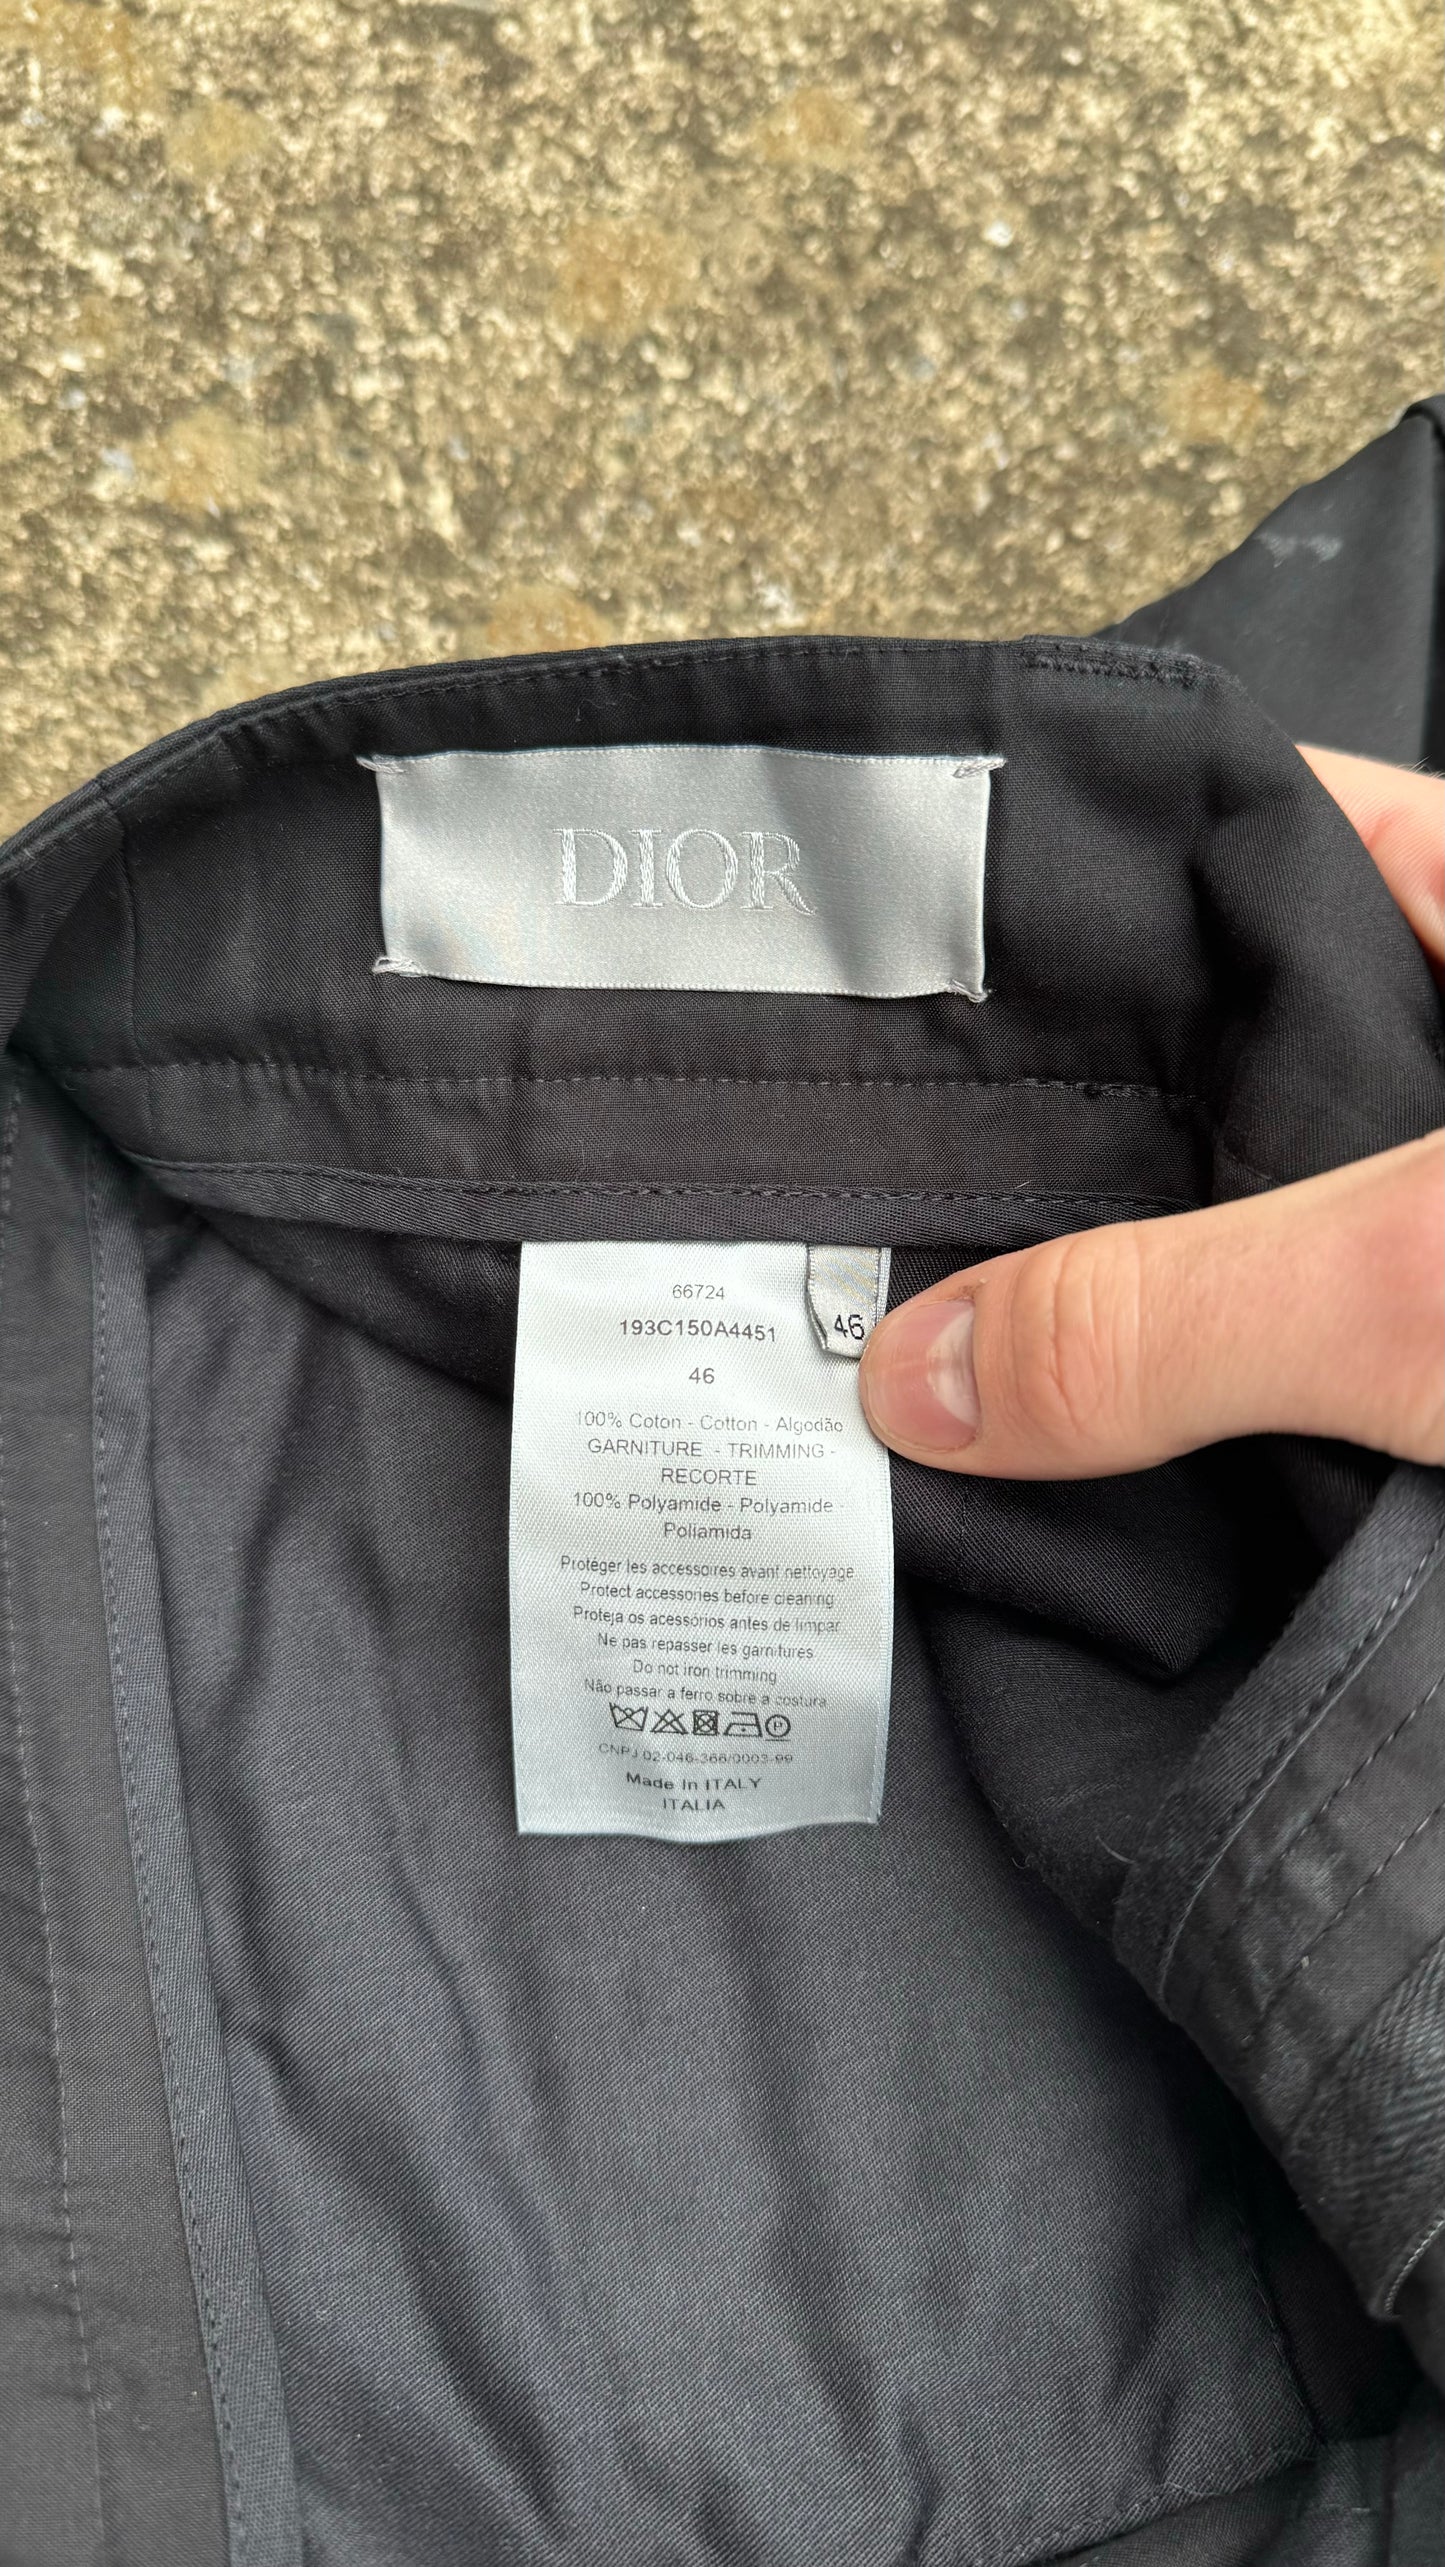 DIOR
66724
193C150A4451
46
46
100% Coton - Cotton - Algodão
GARNITURE - TRIMMING -
RECORTE
100% Polyamide - Polyamide -
Poliamida
Protéger les accessoires avant nettoyage
Protect accessories before cleaning
Proteja os acessórios antes de limpar
Ne pas repasser les garnitures
Do not iron trimming
Não passar a ferro sobre a costura
P
CNPJ 02-046-366/0003-99
Made In ITALY
ITALIA